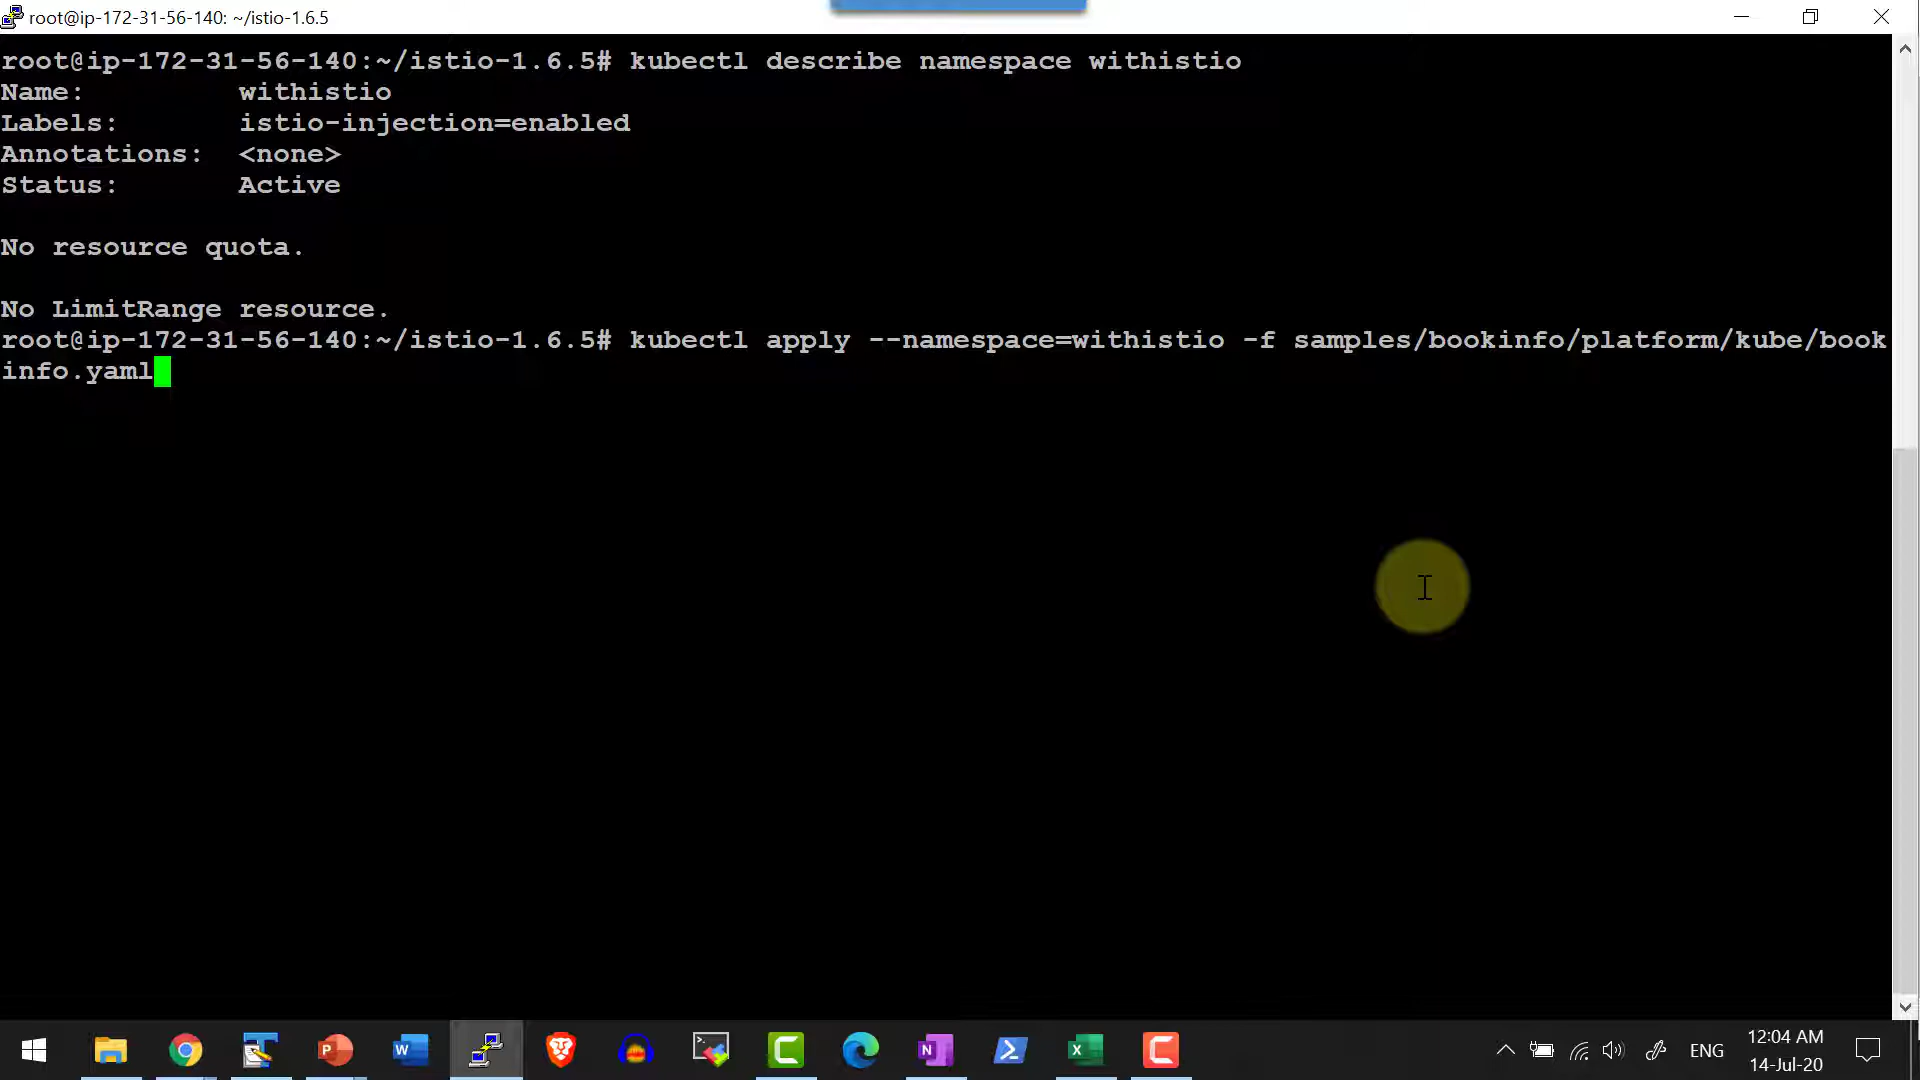 root@ip-172-31-56-140: ~/istio-1.6.5
root@ip-172-31-56-140:~/istio-1.6.5# kubectl describe namespace withistio
Name:         withistio
Labels:       istio-injection=enabled
Annotations:  <none>
Status:       Active
No resource quota.
No LimitRange resource.
root@ip-172-31-56-140:~/istio-1.6.5# kubectl apply --namespace=withistio -f samples/bookinfo/platform/kube/book
info.yaml
ENG
12:04 AM
14-Jul-20